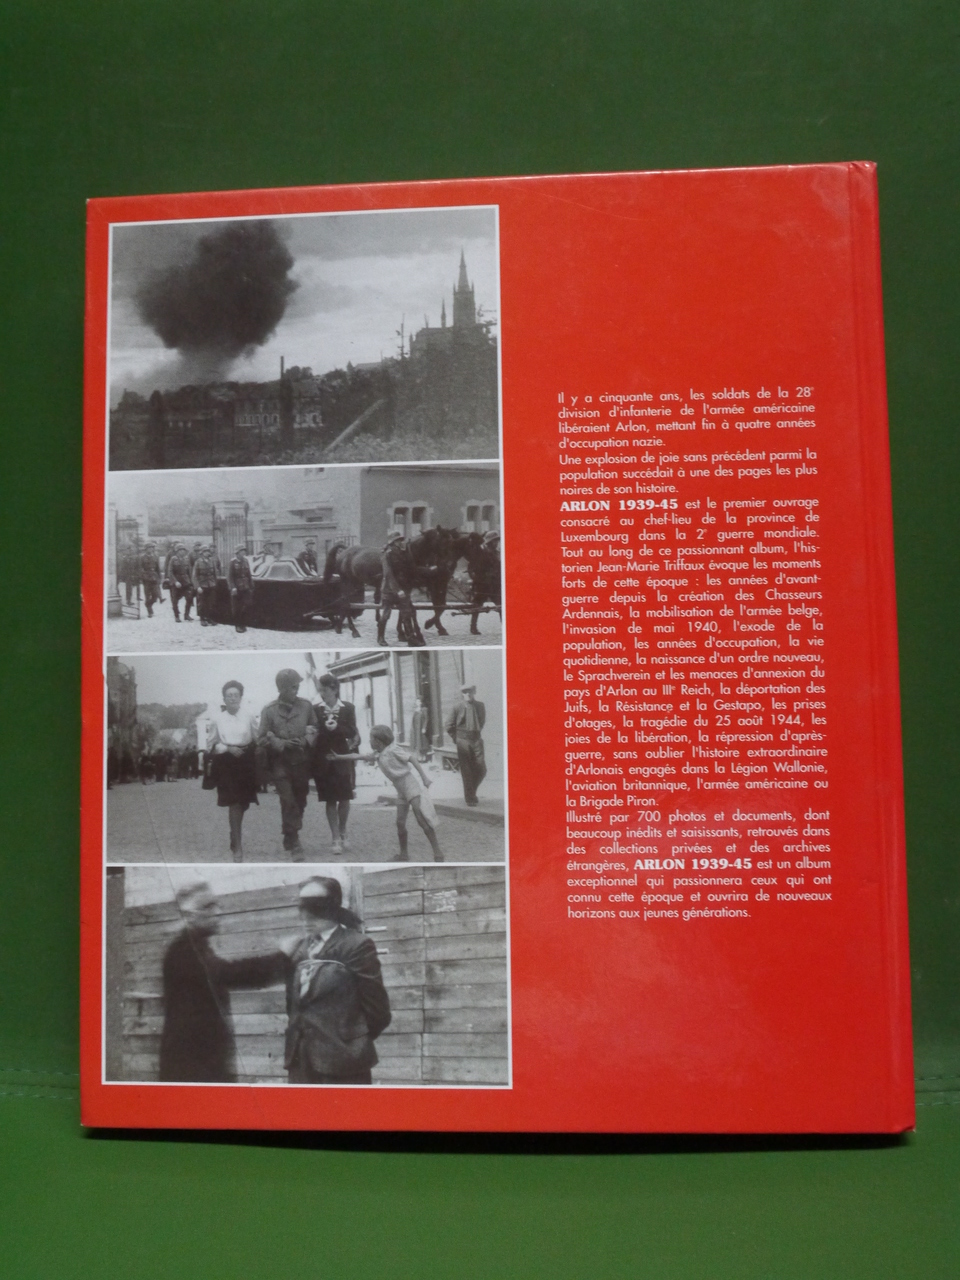 Il y a cinquante ans, les soldats de la 28e
division d'infanterie de l'armée américaine
libéraient Arlon, mettant fin à quatre années
d'occupation nazie.
Une explosion de joie sans précédent parmi la
population succédait à une des pages les plus
noires de son histoire.
ARLON 1939-45 est le premier ouvrage
consacré au chef-lieu de la province de
Luxembourg dans la 2e guerre mondiale.
Tout au long de ce passionnant album, l'his-
torien Jean-Marie Triffaux évoque les moments
forts de cette époque : les années d'avant-
guerre depuis la création des Chasseurs
Ardennais, la mobilisation de l'armée belge,
l'invasion de mai 1940, l'exode de la
population, les années d'occupation, la vie
quotidienne, la naissance d'un ordre nouveau,
le Sprachverein et les menaces d'annexion du
pays d'Arlon au IIIe Reich, la déportation des
Juifs, la Résistance et la Gestapo, les prises
d'otages, la tragédie du 25 août 1944, les
joies de la libération, la répression d'après-
guerre, sans oublier l'histoire extraordinaire
d'Arlonais engagés dans la Légion Wallonie,
l'aviation britannique, l'armée américaine ou
la Brigade Piron.
Illustré par 700 photos et documents, dont
beaucoup inédits et saisissants, retrouvés dans
des collections privées et des archives
étrangères, ARLON 1939-45 est un album
exceptionnel qui passionnera ceux qui ont
connu cette époque et ouvrira de nouveaux
horizons aux jeunes générations.